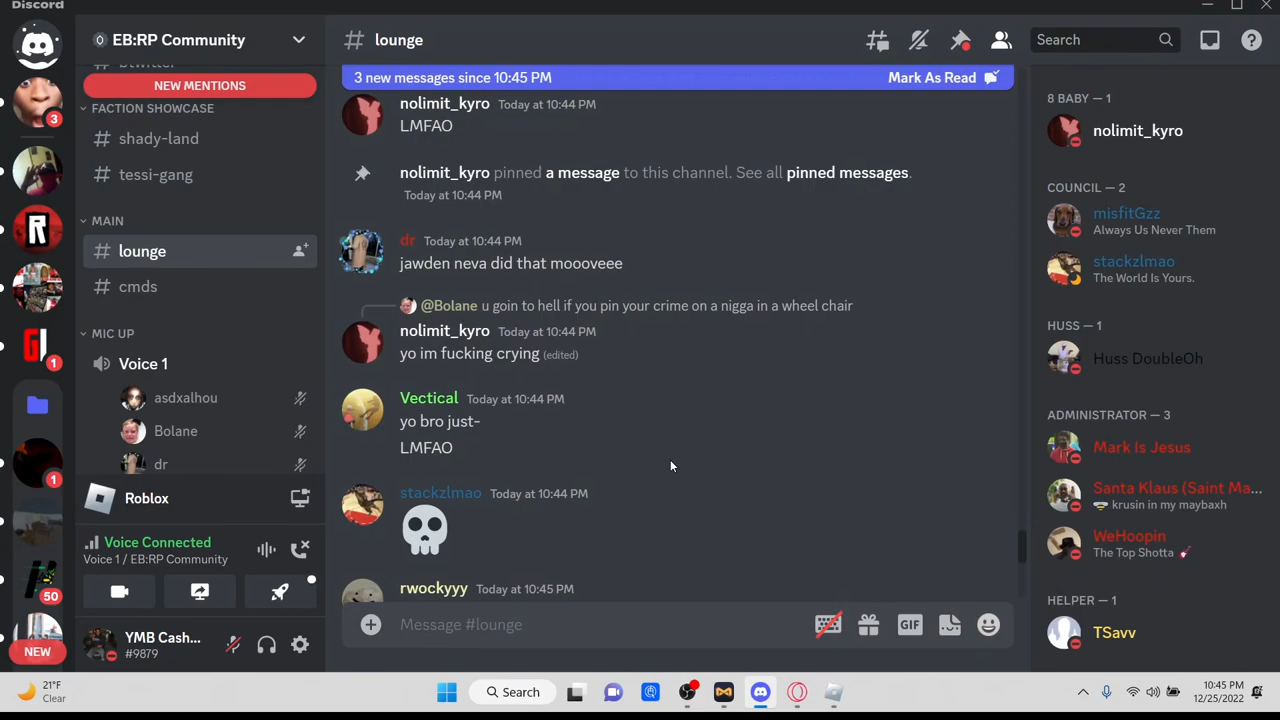 Discord
EB:RP Community
btwitter
NEW MENTIONS
FACTION SHOWCASE
# shady-land
# tessi-gang
MAIN
# lounge
# cmds
MIC UP
Voice 1
asdxalhou
Bolane
dr
Roblox
Voice Connected
Voice 1 / EB:RP Community
YMB Cash...
#9879
3
1
1
50
NEW
# lounge
Search
3 new messages since 10:45 PM
Mark As Read
nolimit_kyro Today at 10:44 PM
LMFAO
nolimit_kyro pinned a message to this channel. See all pinned messages.
Today at 10:44 PM
dr Today at 10:44 PM
jawden neva did that moooveee
@Bolane u goin to hell if you pin your crime on a nigga in a wheel chair
nolimit_kyro Today at 10:44 PM
yo im fucking crying (edited)
Vectical Today at 10:44 PM
yo bro just-
LMFAO
stackzlmao Today at 10:44 PM
rwockyyy Today at 10:45 PM
Message #lounge
GIF
8 BABY — 1
nolimit_kyro
COUNCIL — 2
misfitGzz
Always Us Never Them
stackzlmao
The World Is Yours.
HUSS — 1
Huss DoubleOh
ADMINISTRATOR — 3
Mark Is Jesus
Santa Klaus (Saint Ma...
krusin in my maybaxh
WeHoopin
The Top Shotta
HELPER — 1
TSavv
21°F
Clear
Search
10:45 PM
12/25/2022